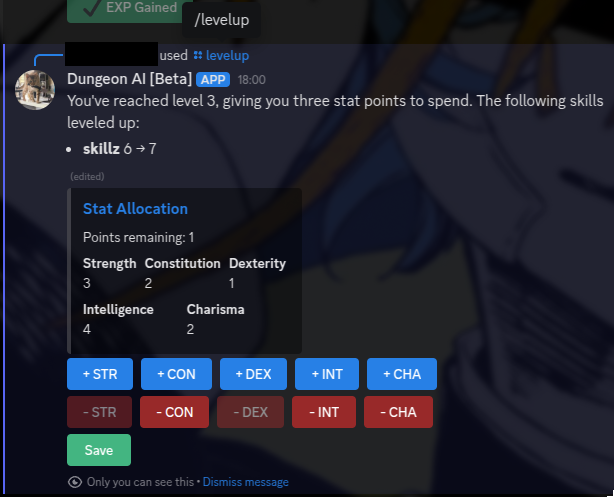 EXP Gained
/levelup
used levelup
Dungeon AI [Beta] APP 18:00
You've reached level 3, giving you three stat points to spend. The following skills
leveled up:
• skillz 6 → 7
(edited)
Stat Allocation
Points remaining: 1
Strength Constitution Dexterity
3 2 1
Intelligence Charisma
4 2
+ STR + CON + DEX + INT + CHA
- STR - CON - DEX - INT - CHA
Save
Only you can see this • Dismiss message